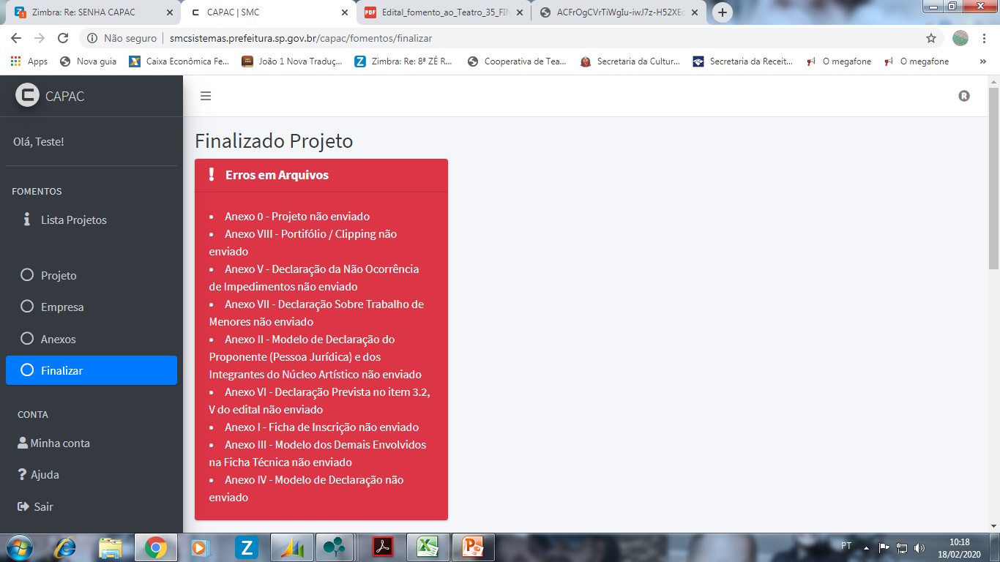 Zimbra: Re: SENHA CAPAC
CAPAC | SMC
Edital_fomento_ao_Teatro_35_FIN
ACFrOgCVrTiWgIu-iwJ7z-H52XEc
Não seguro
smcsistemas.prefeitura.sp.gov.br/capac/fomentos/finalizar
Apps
Nova guia
Caixa Econômica Fe...
João 1 Nova Traduç...
Zimbra: Re: 8ª ZÉ R...
Cooperativa de Tea...
Secretaria da Cultur...
Secretaria da Receit...
O megafone
O megafone
»
CAPAC
R
Olá, Teste!
FOMENTOS
Lista Projetos
Projeto
Empresa
Anexos
Finalizar
CONTA
Minha conta
Ajuda
Sair
Finalizado Projeto
Erros em Arquivos
• Anexo 0 - Projeto não enviado
• Anexo VIII - Portifólio / Clipping não
enviado
• Anexo V - Declaração da Não Ocorrência
de Impedimentos não enviado
• Anexo VII - Declaração Sobre Trabalho de
Menores não enviado
• Anexo II - Modelo de Declaração do
Proponente (Pessoa Jurídica) e dos
Integrantes do Núcleo Artístico não enviado
• Anexo VI - Declaração Prevista no item 3.2,
V do edital não enviado
• Anexo I - Ficha de Inscrição não enviado
• Anexo III - Modelo dos Demais Envolvidos
na Ficha Técnica não enviado
• Anexo IV - Modelo de Declaração não
enviado
PT
10:18
18/02/2020